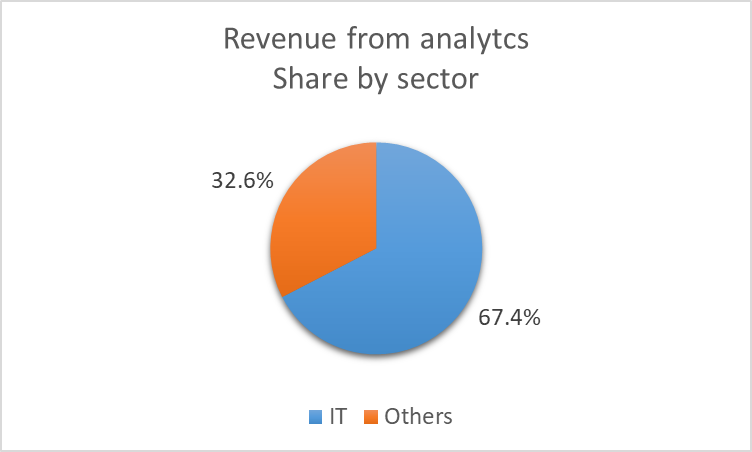 Revenue from analytcs
Share by sector
32.6%
67.4%
IT
Others